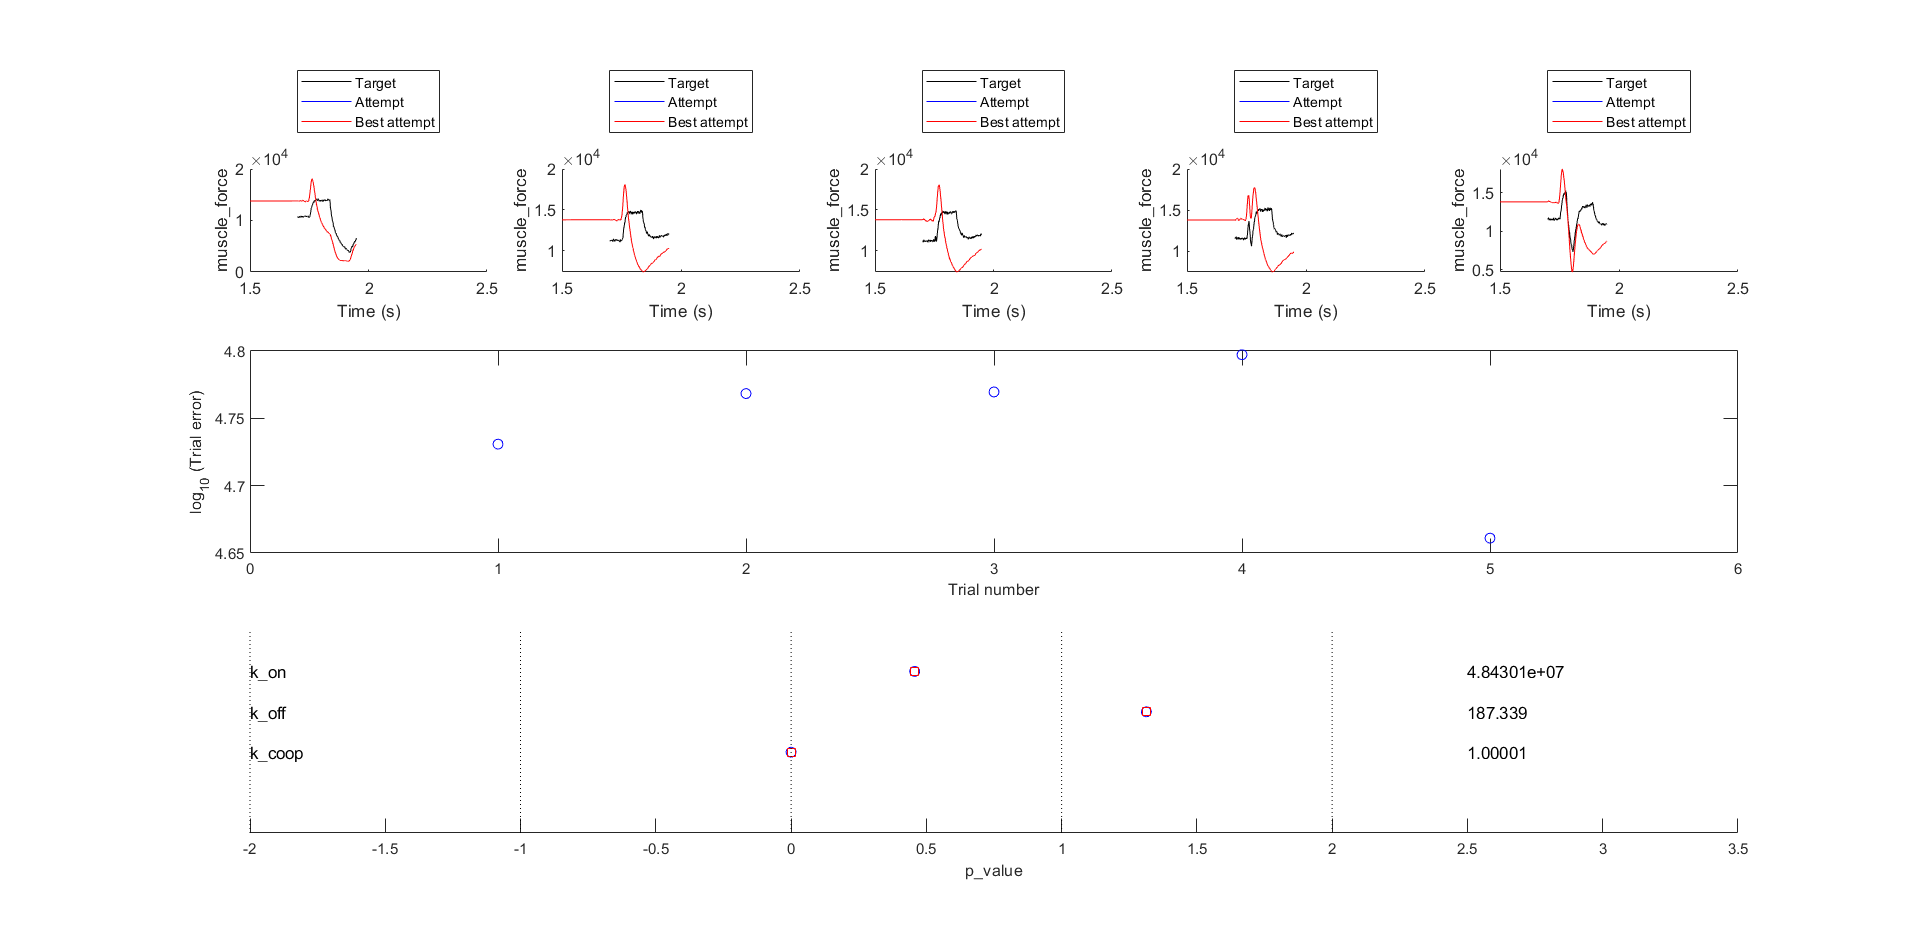 Target
Attempt
Best attempt
Target
Attempt
Best attempt
Target
Attempt
Best attempt
Target
Attempt
Best attempt
Target
Attempt
Best attempt
×10^4
2
1
0
muscle_force
1.5 2 2.5
Time (s)
×10^4
2
1.5
1
muscle_force
1.5 2 2.5
Time (s)
×10^4
2
1.5
1
muscle_force
1.5 2 2.5
Time (s)
×10^4
2
1.5
1
muscle_force
1.5 2 2.5
Time (s)
×10^4
1.5
1
0.5
muscle_force
1.5 2 2.5
Time (s)
4.8
4.75
4.7
4.65
log_10 (Trial error)
0 1 2 3 4 5 6
Trial number
k_on 4.84301e+07
k_off 187.339
k_coop 1.00001
-2 -1.5 -1 -0.5 0 0.5 1 1.5 2 2.5 3 3.5
p_value